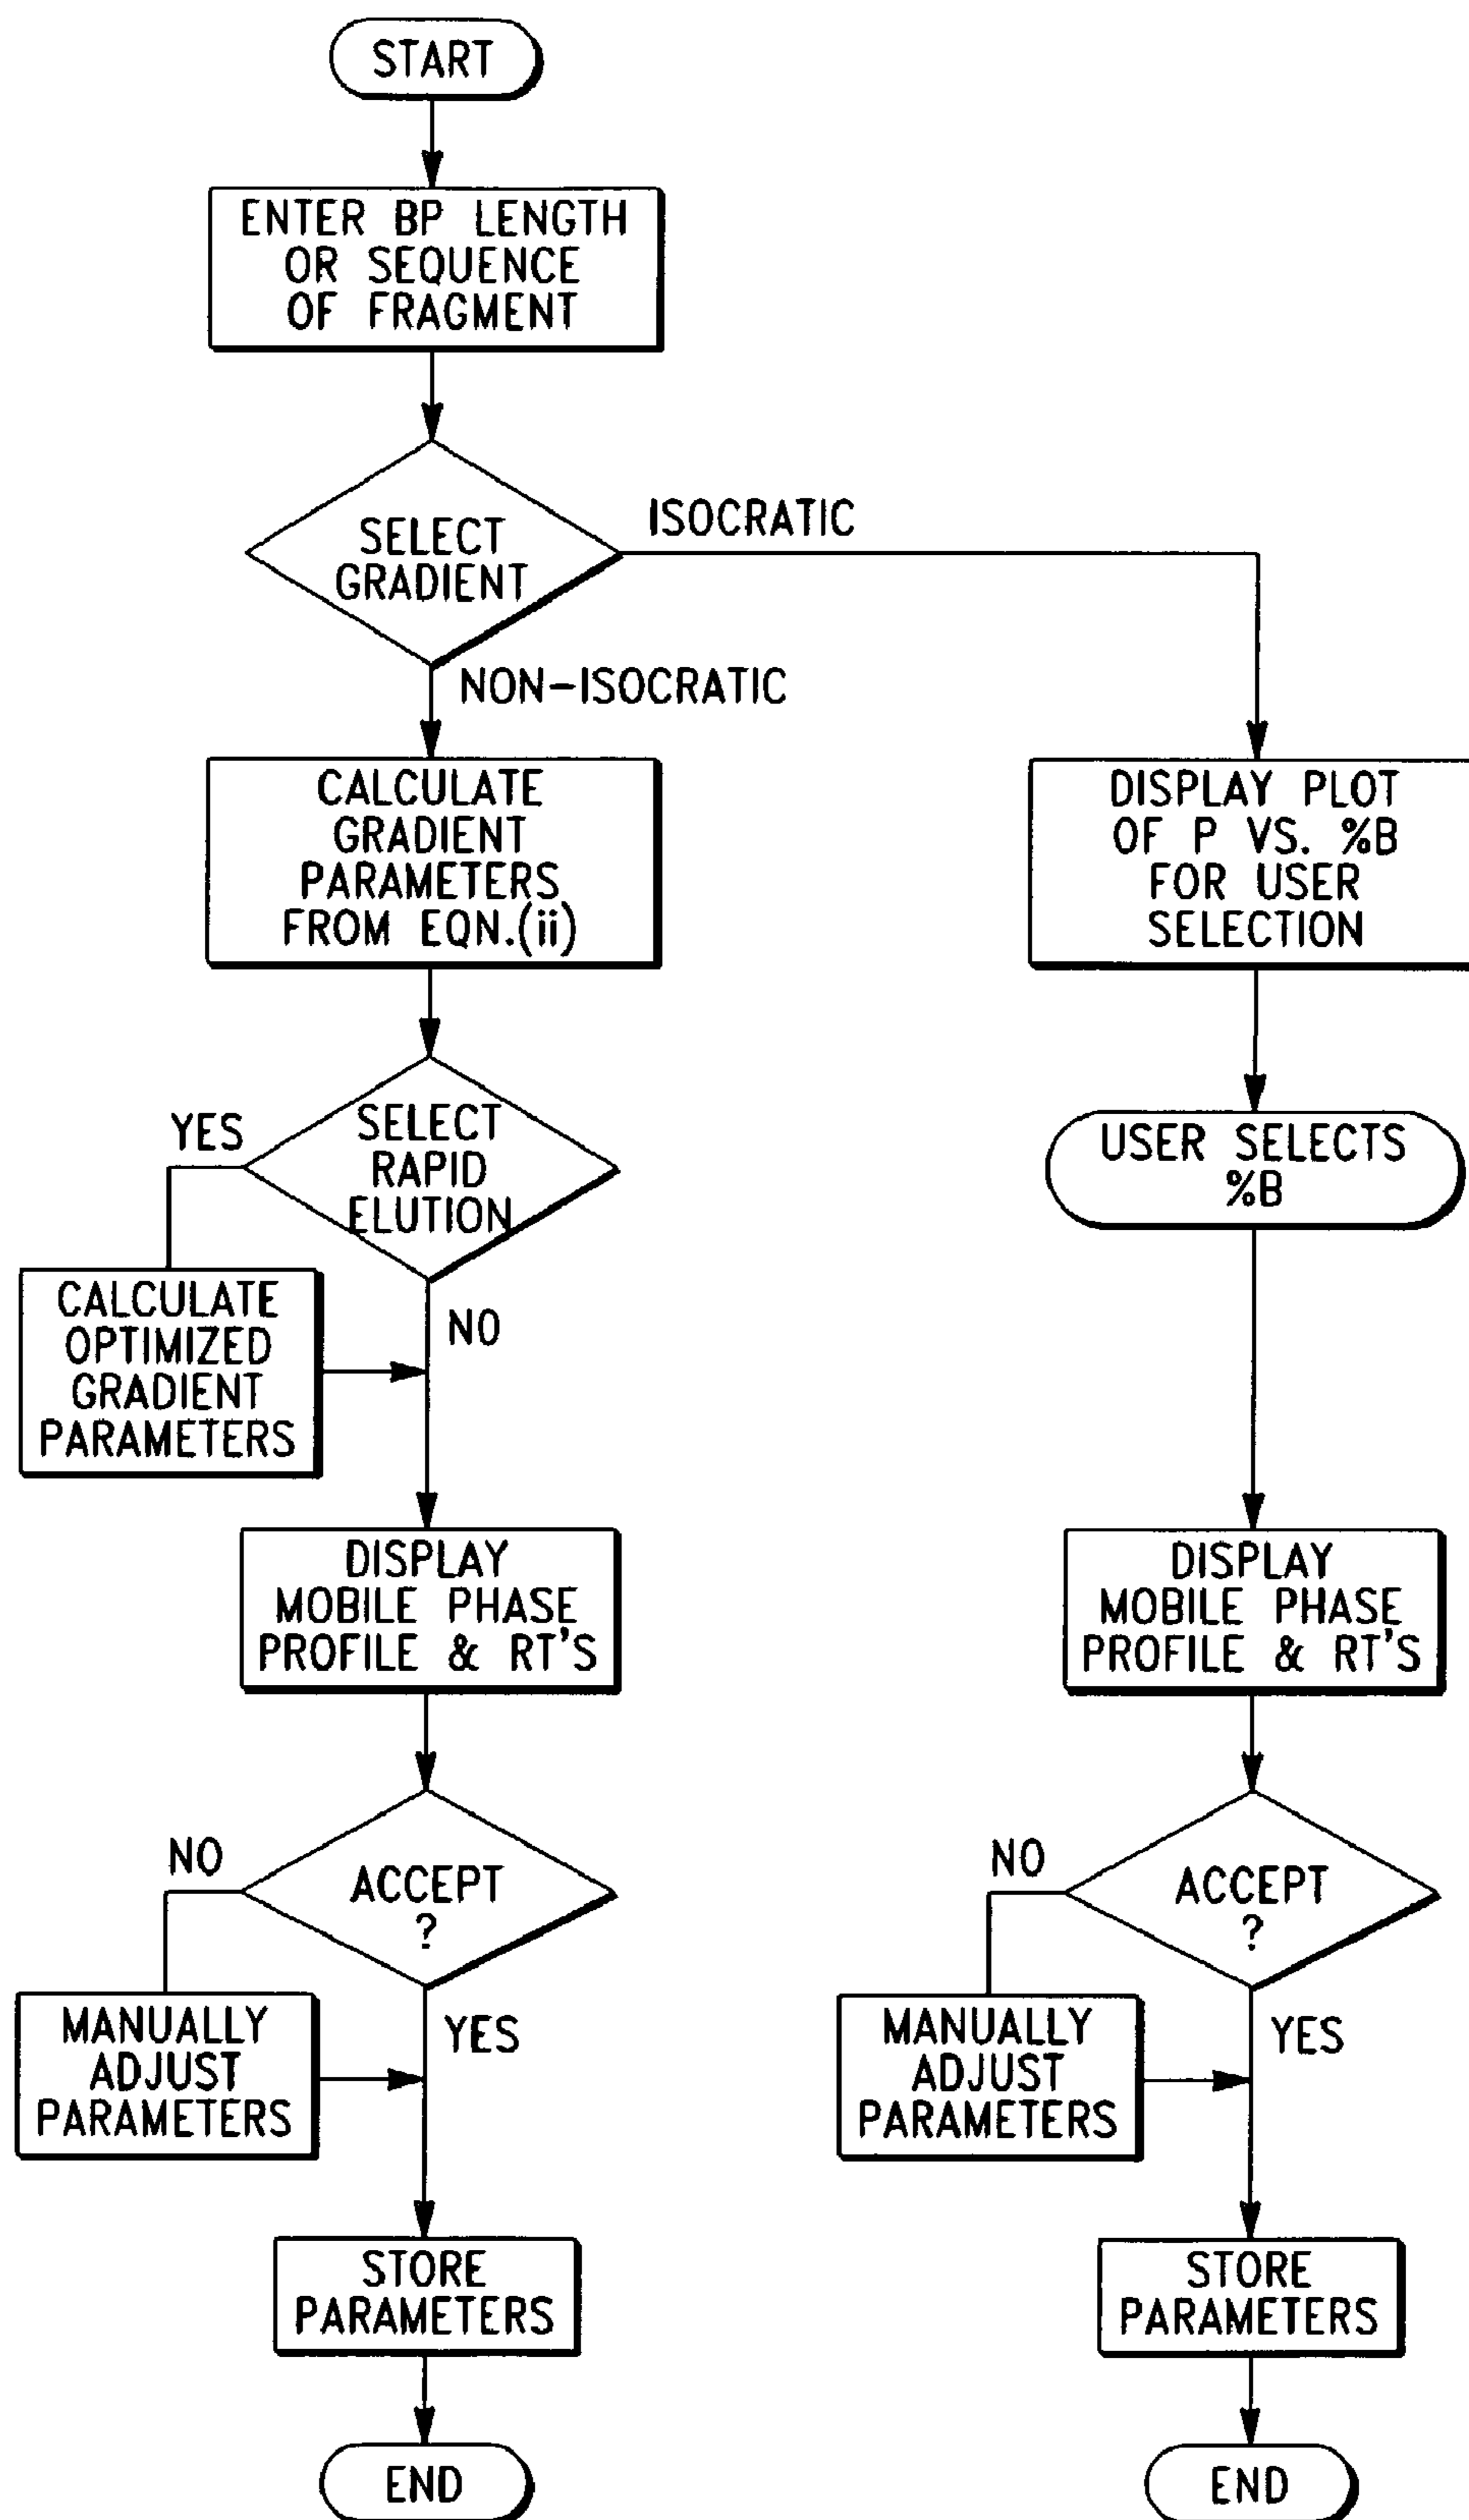 START
ENTER BP LENGTH
OR SEQUENCE
OF FRAGMENT
SELECT
GRADIENT
ISOCRATIC
NON-ISOCRATIC
CALCULATE
GRADIENT
PARAMETERS
FROM EQN.(ii)
SELECT
RAPID
ELUTION
YES
NO
CALCULATE
OPTIMIZED
GRADIENT
PARAMETERS
DISPLAY
MOBILE PHASE
PROFILE & RT'S
ACCEPT
?
NO
YES
MANUALLY
ADJUST
PARAMETERS
STORE
PARAMETERS
END
DISPLAY PLOT
OF P VS. %B
FOR USER
SELECTION
USER SELECTS
%B
DISPLAY
MOBILE PHASE
PROFILE & RT'S
ACCEPT
?
NO
YES
MANUALLY
ADJUST
PARAMETERS
STORE
PARAMETERS
END